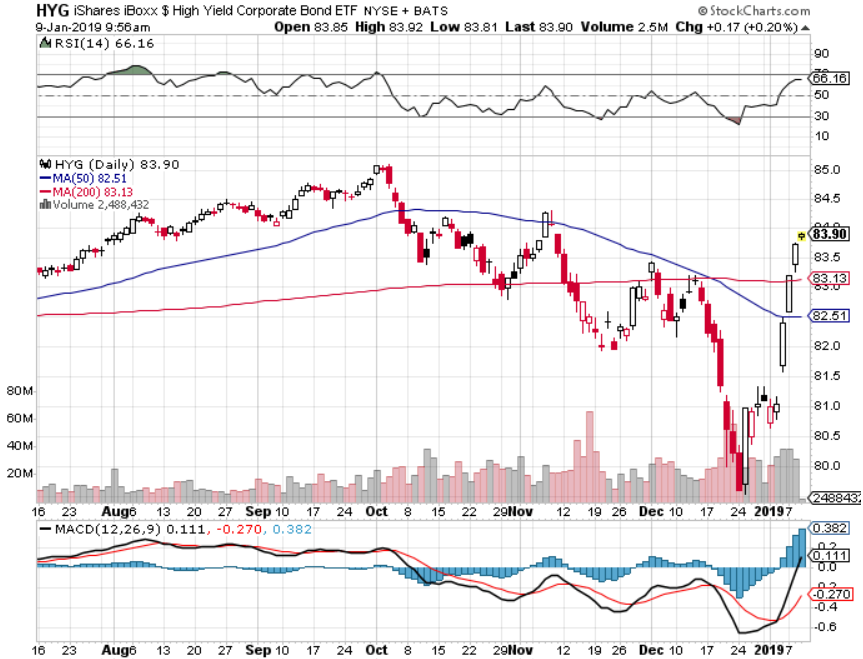 HYG iShares iBoxx $ High Yield Corporate Bond ETF NYSE + BATS © StockCharts.com
9-Jan-2019 9:56am Open 83.85 High 83.92 Low 83.81 Last 83.90 Volume 2.5M Chg +0.17 (+0.20%)
RSI(14) 66.16
90
66.16
50
30
10
HYG (Daily) 83.90
MA(50) 82.51
MA(200) 83.13
Volume 2,488,432
85.0
84.5
84.0
83.90
83.5
83.13
83.0
82.51
82.0
81.5
81.0
80.5
80.0
80M
60M
40M
20M
2488432
16 23 Aug 6 13 20 27 Sep 10 17 24 Oct 8 15 22 29 Nov 12 19 26 Dec 10 17 24 2019 7
MACD(12,26,9) 0.111, -0.270, 0.382
0.382
0.2
0.111
0.0
-0.2
-0.270
-0.4
-0.6
16 23 Aug 6 13 20 27 Sep 10 17 24 Oct 8 15 22 29 Nov 12 19 26 Dec 10 17 24 2019 7